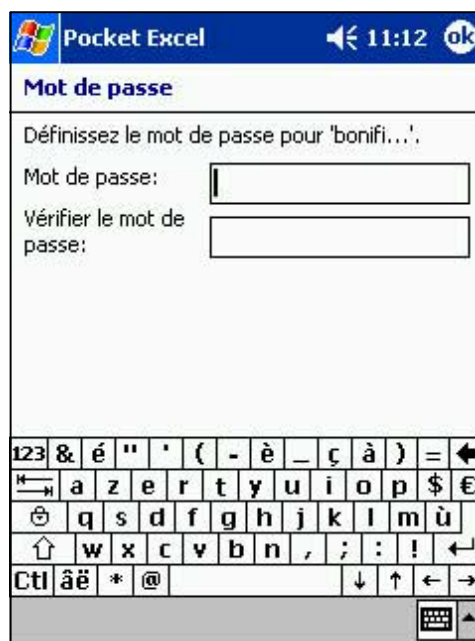 Pocket Excel 11:12 ok
Mot de passe
Définissez le mot de passe pour 'bonifi...'.
Mot de passe:
Vérifier le mot de
passe:
123 & é " ' ( - è _ ç à ) =
a z e r t y u i o p $ €
q s d f g h j k l m ù
w x c v b n , ; : !
Ctl âë * @ ↓ ↑ ← →